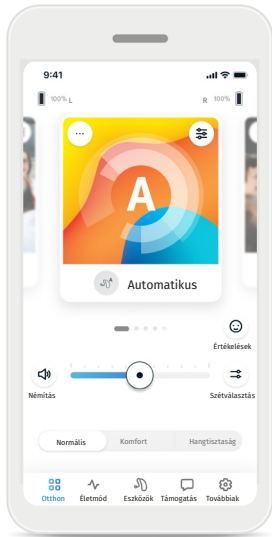 9:41
100% L
R 100%
A
A
Automatikus
Értékelések
Némítás
Szétválasztás
Normális Komfort Hangtisztaság
Otthon Életmód Eszközök Támogatás Továbbiak